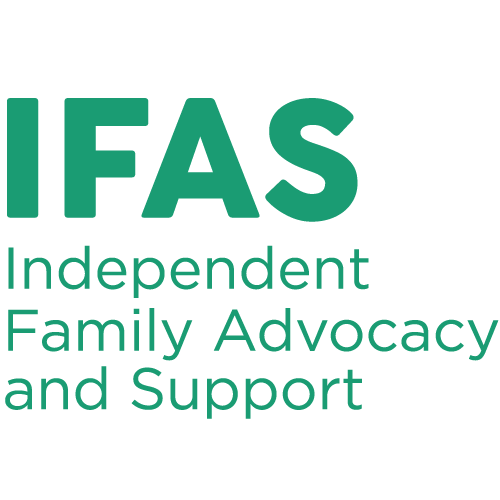 IFAS
Independent
Family Advocacy
and Support